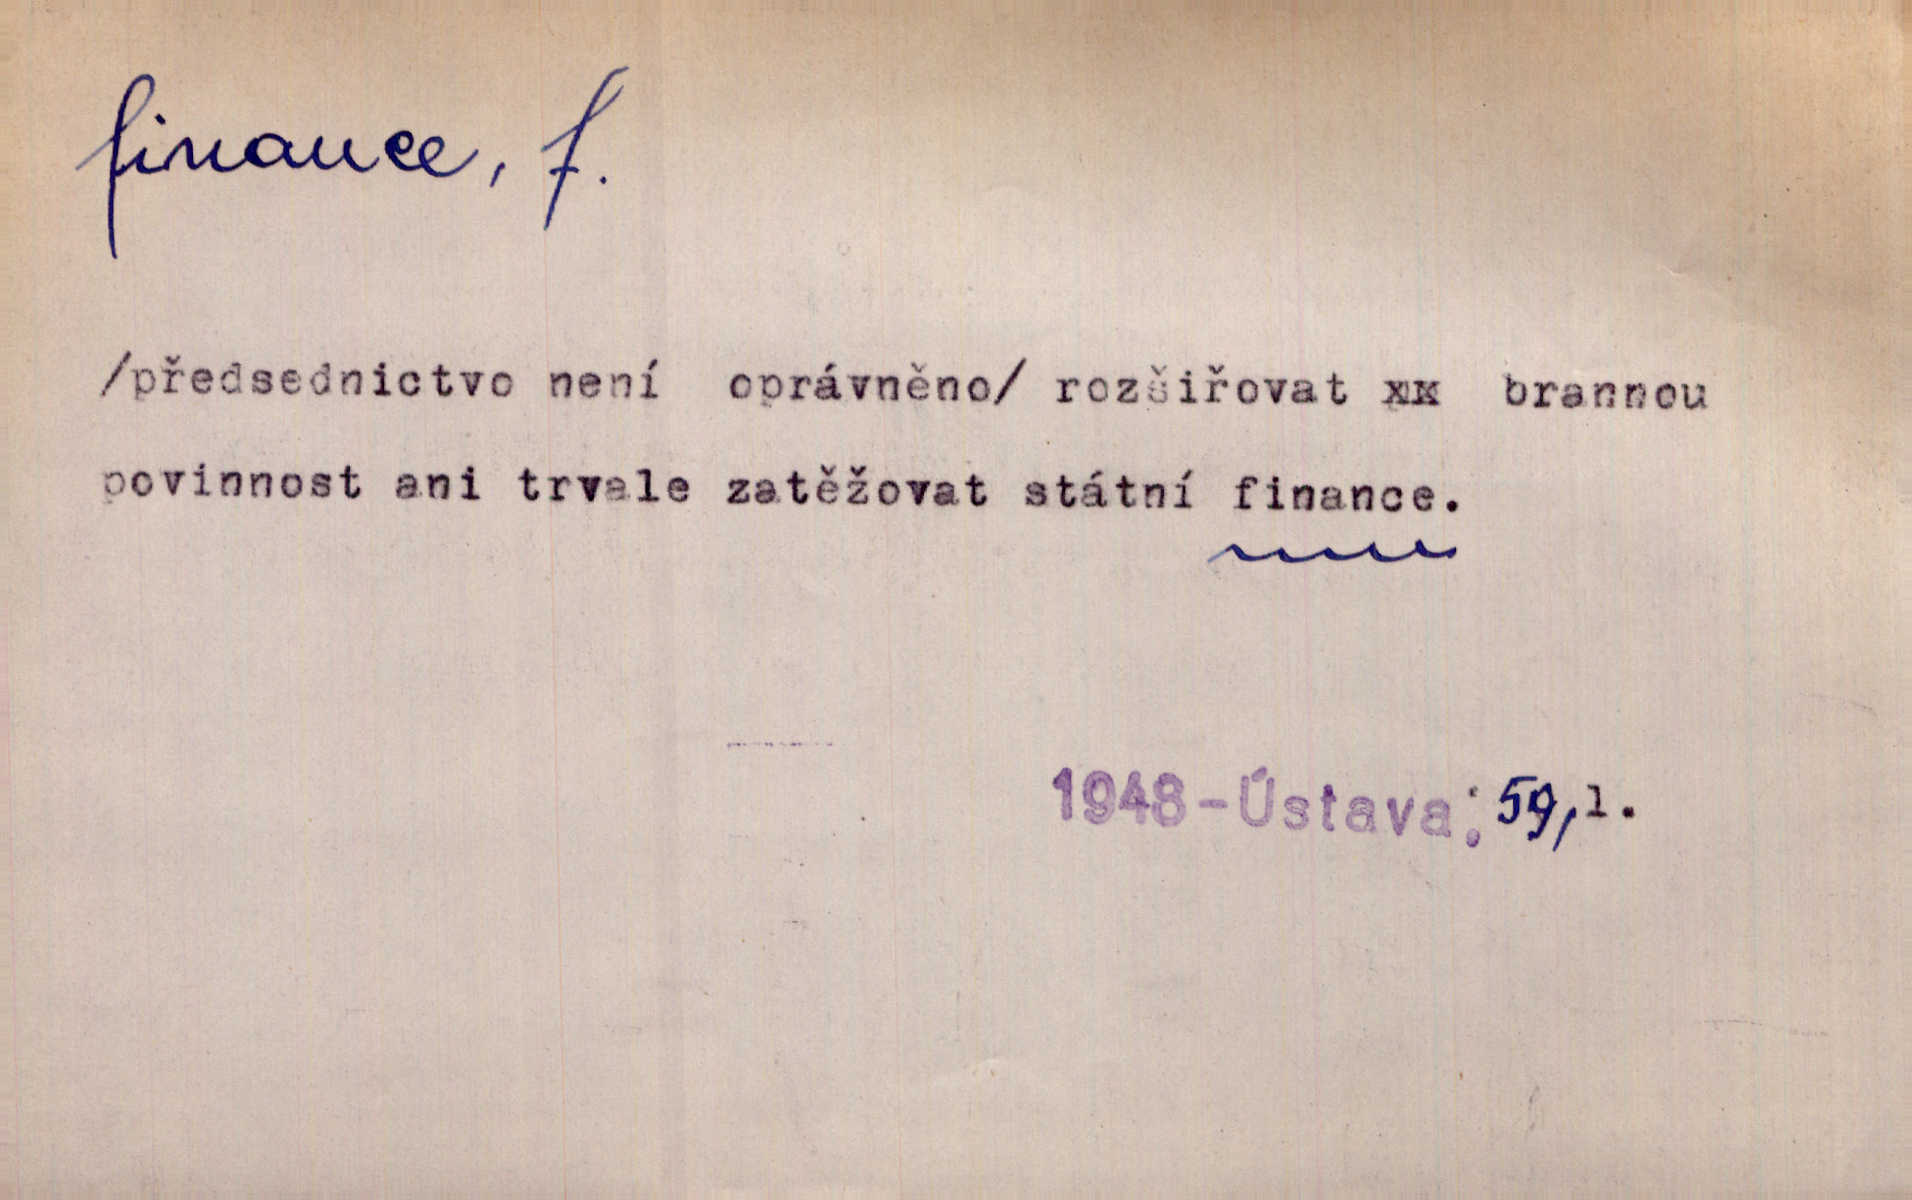 finance, f.
/předsednictvo není oprávněno/ rozšiřovat xx brannou
povinnost ani trvale zatěžovat státní finance.
1948-Ústava: 59,1.